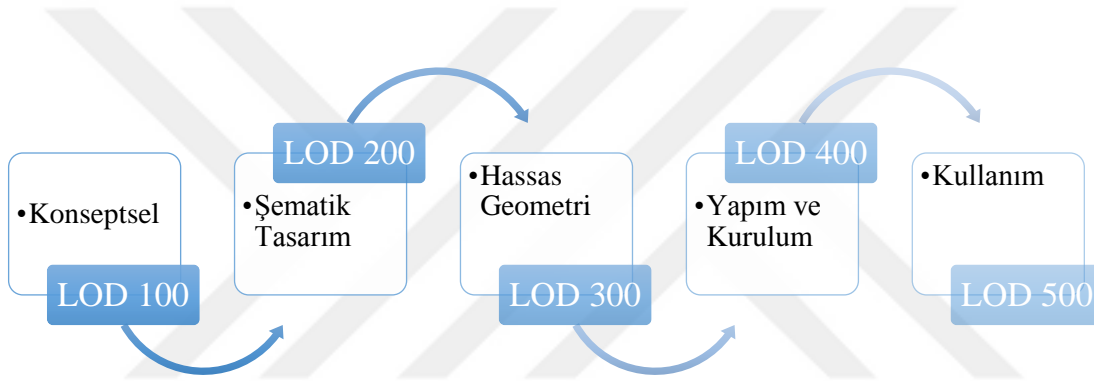 •Konseptsel
LOD 100
LOD 200
•Şematik
Tasarım
•Hassas
Geometri
LOD 300
LOD 400
•Yapım ve
Kurulum
•Kullanım
LOD 500